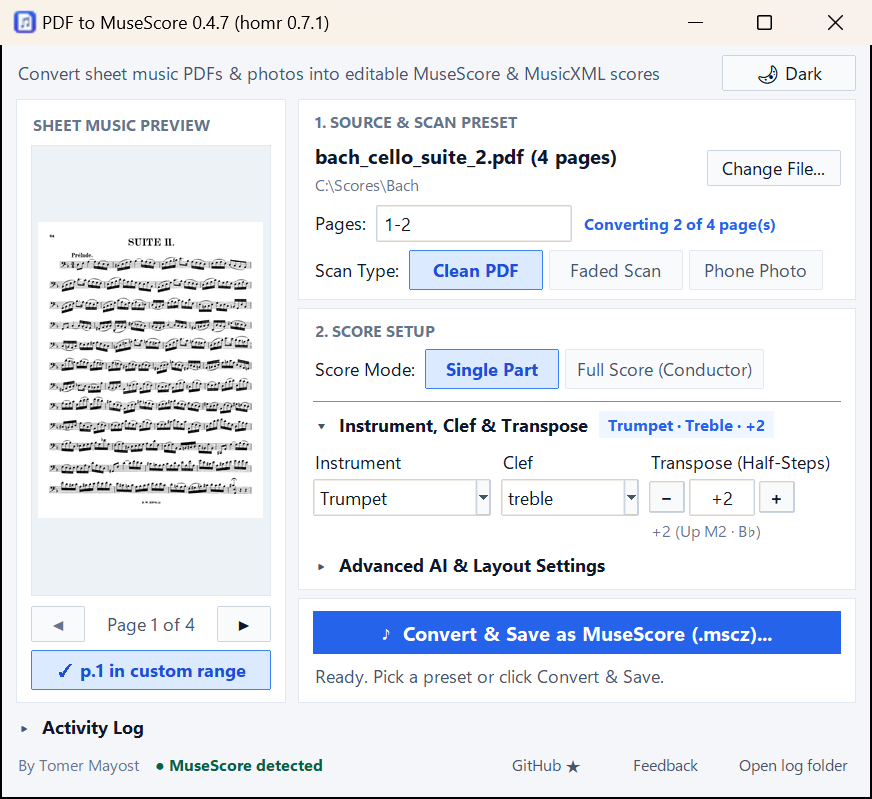 PDF to MuseScore 0.4.7 (homr 0.7.1)
Convert sheet music PDFs & photos into editable MuseScore & MusicXML scores
Dark
SHEET MUSIC PREVIEW
SUITE II.
Prélude.
Page 1 of 4
✓ p.1 in custom range
1. SOURCE & SCAN PRESET
bach_cello_suite_2.pdf (4 pages)
C:\Scores\Bach
Change File...
Pages: 1-2 Converting 2 of 4 page(s)
Scan Type: Clean PDF Faded Scan Phone Photo
2. SCORE SETUP
Score Mode: Single Part Full Score (Conductor)
Instrument, Clef & Transpose Trumpet · Treble · +2
Instrument Clef Transpose (Half-Steps)
Trumpet treble − +2 +
+2 (Up M2 · B♭)
Advanced AI & Layout Settings
♪ Convert & Save as MuseScore (.mscz)...
Ready. Pick a preset or click Convert & Save.
Activity Log
By Tomer Mayost ● MuseScore detected GitHub ★ Feedback Open log folder